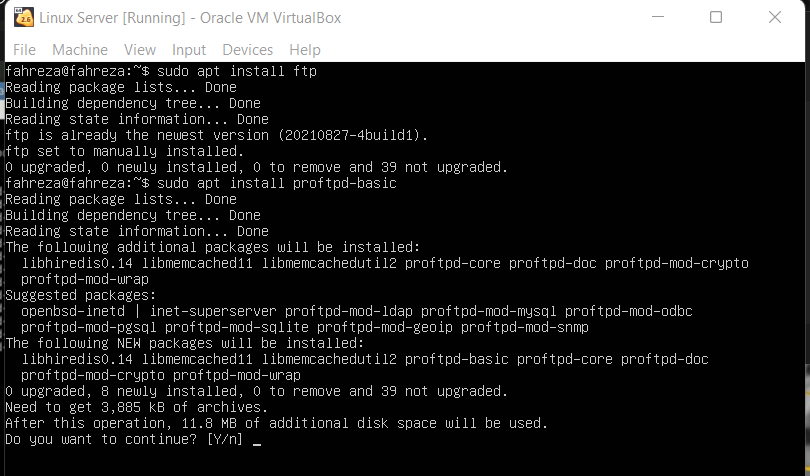 Linux Server [Running] - Oracle VM VirtualBox
File Machine View Input Devices Help
fahreza@fahreza:~$ sudo apt install ftp
Reading package lists... Done
Building dependency tree... Done
Reading state information... Done
ftp is already the newest version (20210827-4build1).
ftp set to manually installed.
0 upgraded, 0 newly installed, 0 to remove and 39 not upgraded.
fahreza@fahreza:~$ sudo apt install proftpd-basic
Reading package lists... Done
Building dependency tree... Done
Reading state information... Done
The following additional packages will be installed:
libhiredis0.14 libmemcached11 libmemcachedutil2 proftpd-core proftpd-doc proftpd-mod-crypto
proftpd-mod-wrap
Suggested packages:
openbsd-inetd | inet-superserver proftpd-mod-ldap proftpd-mod-mysql proftpd-mod-odbc
proftpd-mod-pgsql proftpd-mod-sqlite proftpd-mod-geoip proftpd-mod-snmp
The following NEW packages will be installed:
libhiredis0.14 libmemcached11 libmemcachedutil2 proftpd-basic proftpd-core proftpd-doc
proftpd-mod-crypto proftpd-mod-wrap
0 upgraded, 8 newly installed, 0 to remove and 39 not upgraded.
Need to get 3,885 kB of archives.
After this operation, 11.8 MB of additional disk space will be used.
Do you want to continue? [Y/n] _